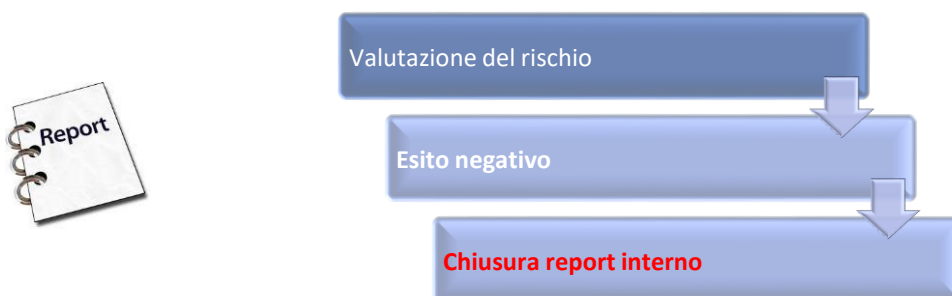 Valutazione del rischio
Report
Esito negativo
Chiusura report interno